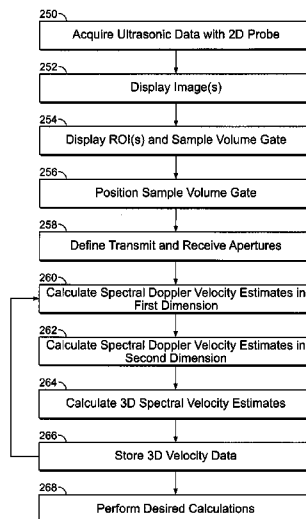 250
Acquire Ultrasonic Data with 2D Probe
252
Display Image(s)
254
Display ROI(s) and Sample Volume Gate
256
Position Sample Volume Gate
258
Define Transmit and Receive Apertures
260
Calculate Spectral Doppler Velocity Estimates in
First Dimension
262
Calculate Spectral Doppler Velocity Estimates in
Second Dimension
264
Calculate 3D Spectral Velocity Estimates
266
Store 3D Velocity Data
268
Perform Desired Calculations